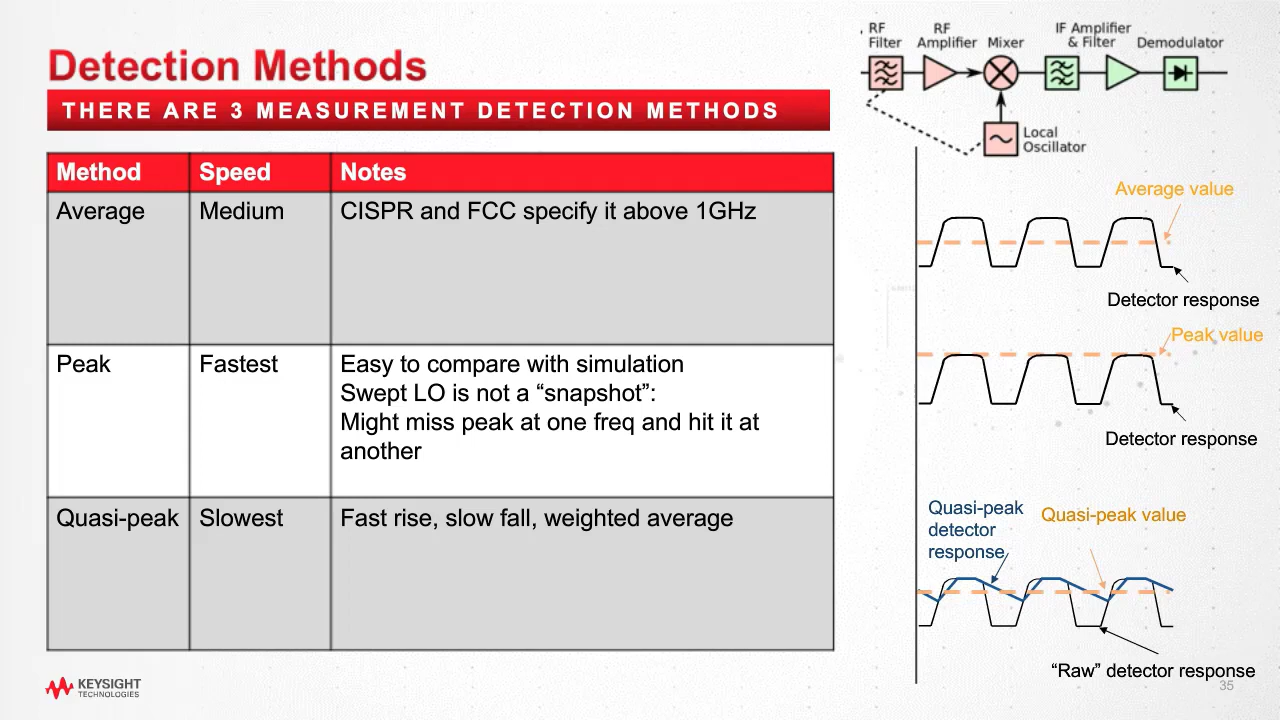 Detection Methods
THERE ARE 3 MEASUREMENT DETECTION METHODS
Method Speed Notes
Average Medium CISPR and FCC specify it above 1GHz
Peak Fastest Easy to compare with simulation
Swept LO is not a “snapshot”:
Might miss peak at one freq and hit it at
another
Quasi-peak Slowest Fast rise, slow fall, weighted average
RF
Filter
RF
Amplifier
Mixer
IF Amplifier
& Filter
Demodulator
Local
Oscillator
Average value
Detector response
Peak value
Detector response
Quasi-peak
detector
response
Quasi-peak value
“Raw” detector response
KEYSIGHT
TECHNOLOGIES
35